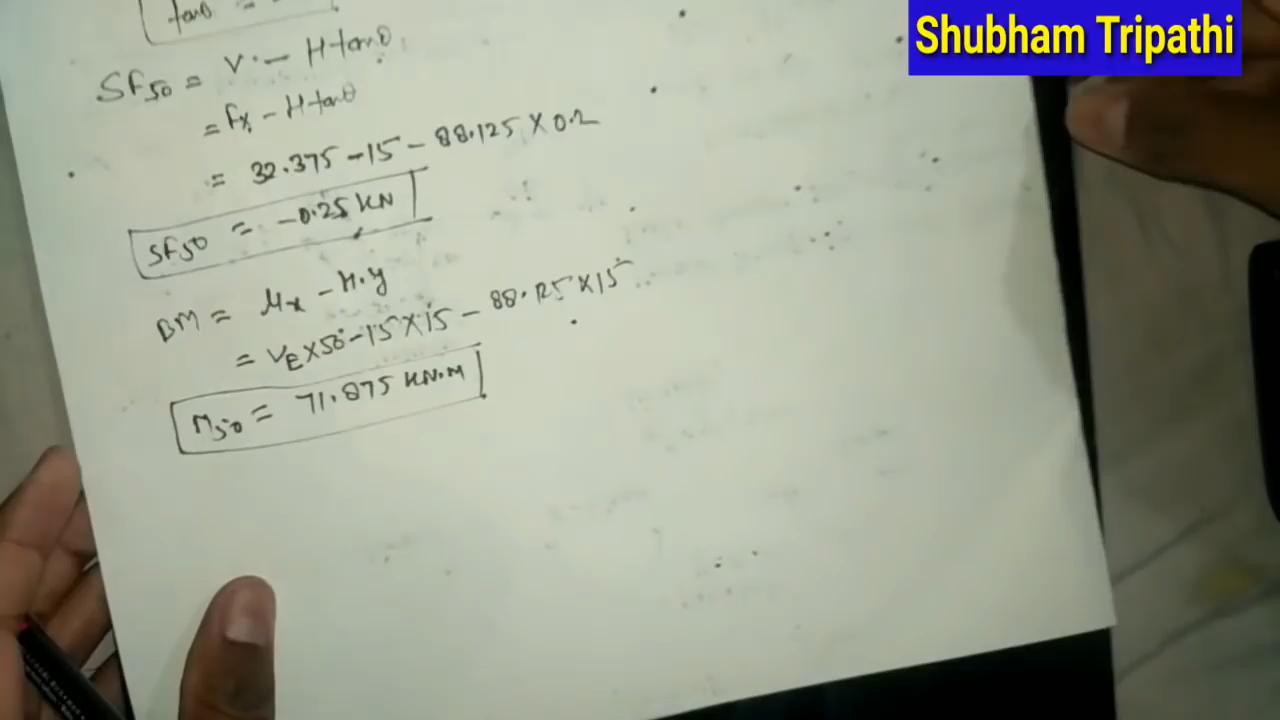 Shubham Tripathi
tanθ =
SF50 = V - H tanθ
= Fx - H tanθ
= 32.375 - 15 - 88.125 × 0.2
SF50 = -0.25 KN
BM = Mx - H.y
= VE × 50 - 15 × 15 - 88.125 × 15
M50 = 71.875 KN.M